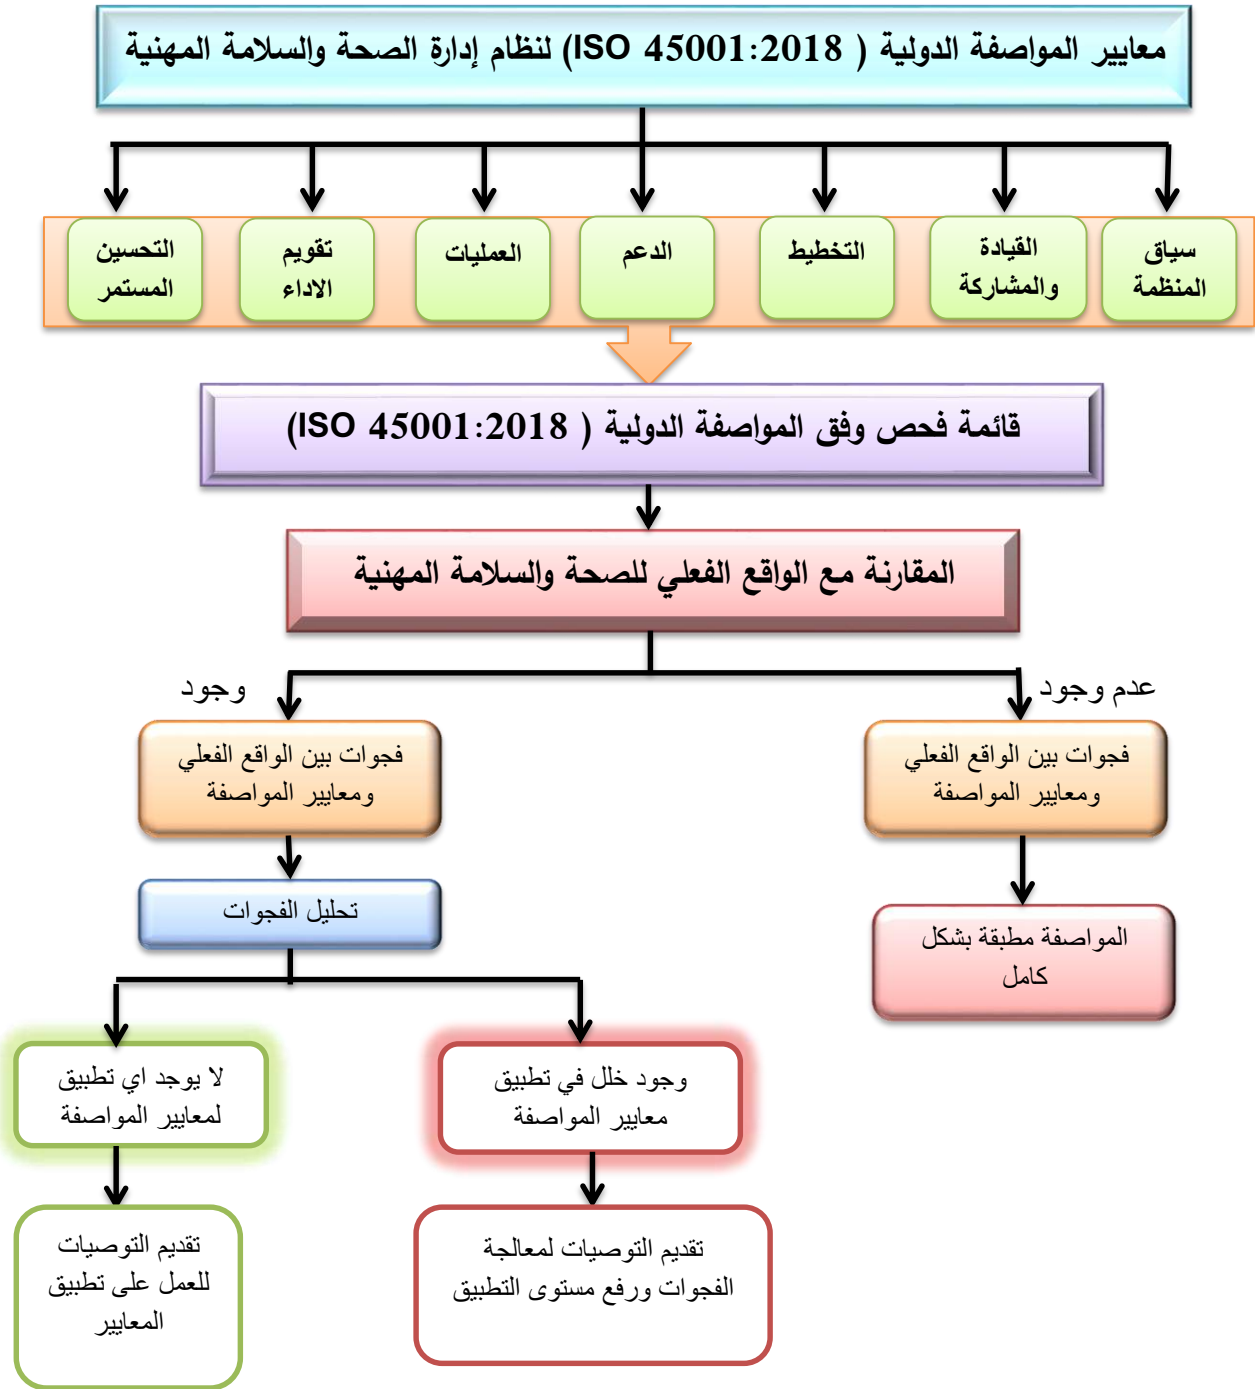 معايير المواصفة الدولية ( ISO 45001:2018) لنظام إدارة الصحة والسلامة المهنية
سياق
المنظمة
القيادة
والمشاركة
التخطيط
الدعم
العمليات
تقويم
الاداء
التحسين
المستمر
قائمة فحص وفق المواصفة الدولية ( ISO 45001:2018)
المقارنة مع الواقع الفعلي للصحة والسلامة المهنية
عدم وجود
وجود
فجوات بين الواقع الفعلي
ومعايير المواصفة
فجوات بين الواقع الفعلي
ومعايير المواصفة
المواصفة مطبقة بشكل
كامل
تحليل الفجوات
وجود خلل في تطبيق
معايير المواصفة
لا يوجد اي تطبيق
لمعايير المواصفة
تقديم التوصيات لمعالجة
الفجوات ورفع مستوى التطبيق
تقديم التوصيات
للعمل على تطبيق
المعايير